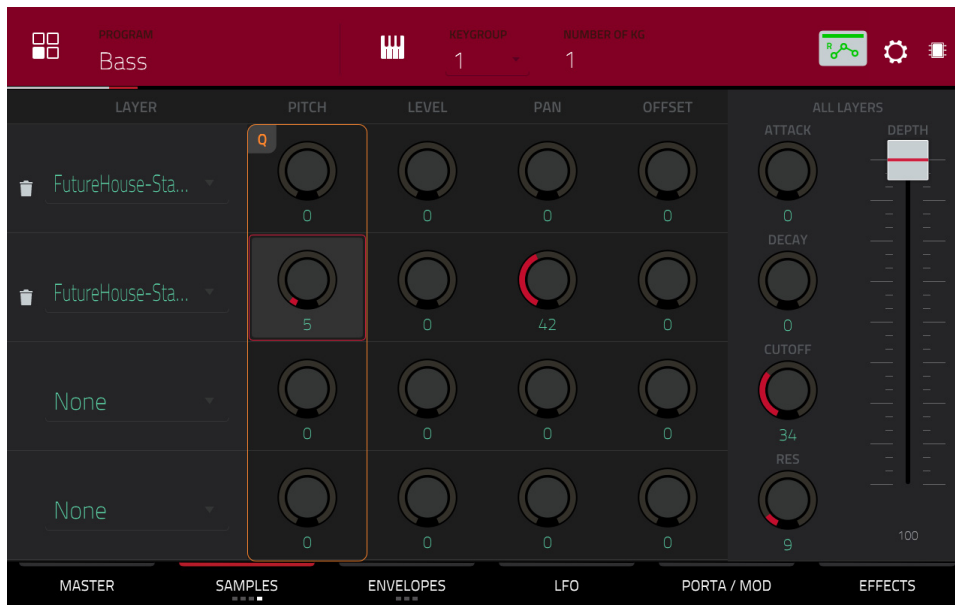 PROGRAM
Bass
KEYGROUP
1
NUMBER OF KG
1
R
LAYER PITCH LEVEL PAN OFFSET ALL LAYERS
ATTACK DEPTH
Q
FutureHouse-Sta...
0 0 0 0 0
DECAY
FutureHouse-Sta...
5 0 42 0 0
CUTOFF
None
0 0 0 0 34
RES
None
0 0 0 0 9
100
MASTER SAMPLES ENVELOPES LFO PORTA / MOD EFFECTS